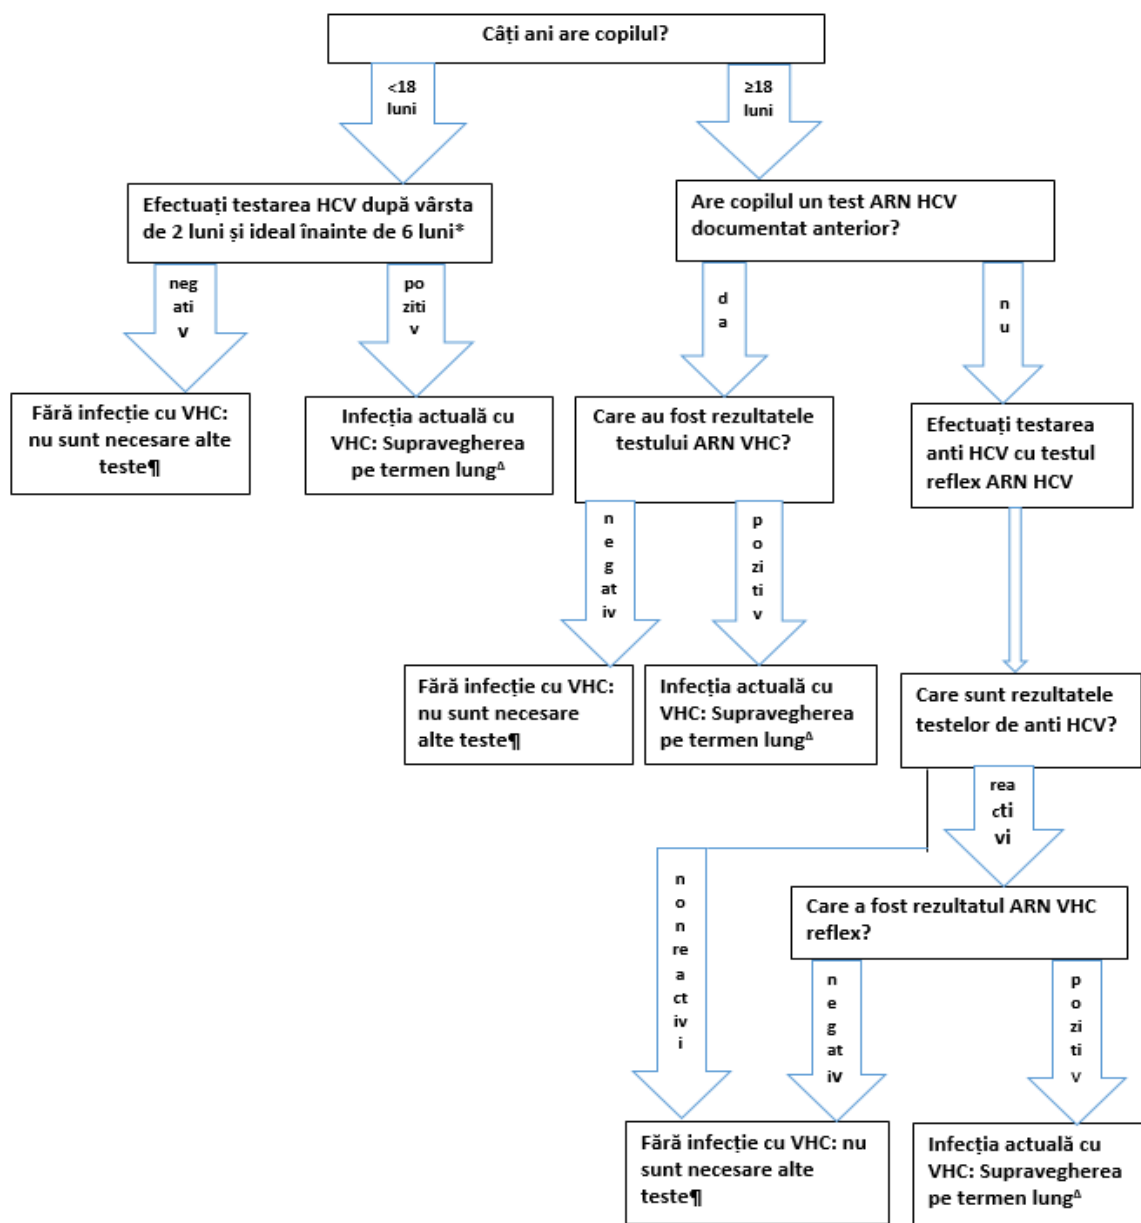 Câți ani are copilul?
<18
luni
≥18
luni
Efectuați testarea HCV după vârsta
de 2 luni și ideal înainte de 6 luni*
Are copilul un test ARN HCV
documentat anterior?
neg
ati
v
po
ziti
v
d
a
n
u
Fără infecție cu VHC:
nu sunt necesare alte
teste¶
Infecția actuală cu
VHC: Supravegherea
pe termen lungΔ
Care au fost rezultatele
testului ARN VHC?
Efectuați testarea
anti HCV cu testul
reflex ARN HCV
n
e
g
at
iv
p
o
zi
ti
v
Fără infecție cu VHC:
nu sunt necesare
alte teste¶
Infecția actuală cu
VHC: Supravegherea
pe termen lungΔ
Care sunt rezultatele
testelor de anti HCV?
rea
cti
vi
n
o
n
re
a
ct
iv
i
Care a fost rezultatul ARN VHC
reflex?
n
e
g
at
iv
p
o
zi
ti
v
Fără infecție cu VHC: nu
sunt necesare alte
teste¶
Infecția actuală cu
VHC: Supravegherea
pe termen lungΔ